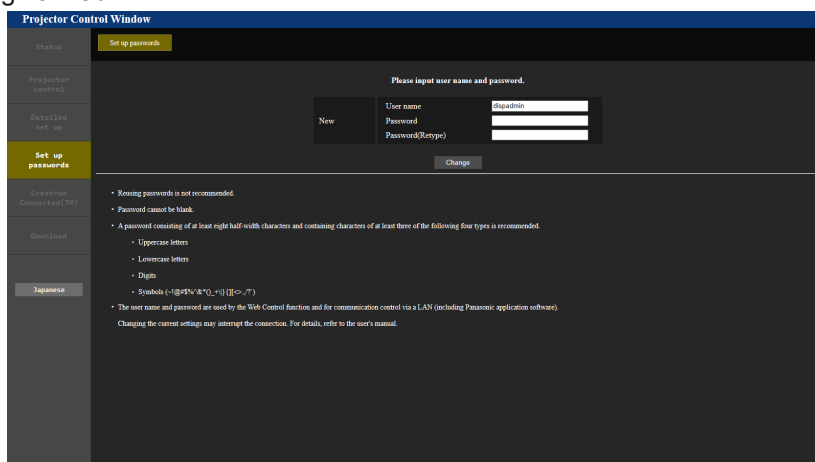 Projector Control Window
Status
Set up passwords
Projector
control
Detailed
set up
Set up
passwords
Crestron
Connected(TM)
Download
Japanese
Please input user name and password.
New
User name
dispadmin
Password
Password(Retype)
Change
• Reusing passwords is not recommended.
• Password cannot be blank.
• A password consisting of at least eight half-width characters and containing characters of at least three of the following four types is recommended.
• Uppercase letters
• Lowercase letters
• Digits
• Symbols (~!@#$%^&*()_+\|} {][<>.,/?`)
• The user name and password are used by the Web Control function and for communication control via a LAN (including Panasonic application software).
Changing the current settings may interrupt the connection. For details, refer to the user's manual.